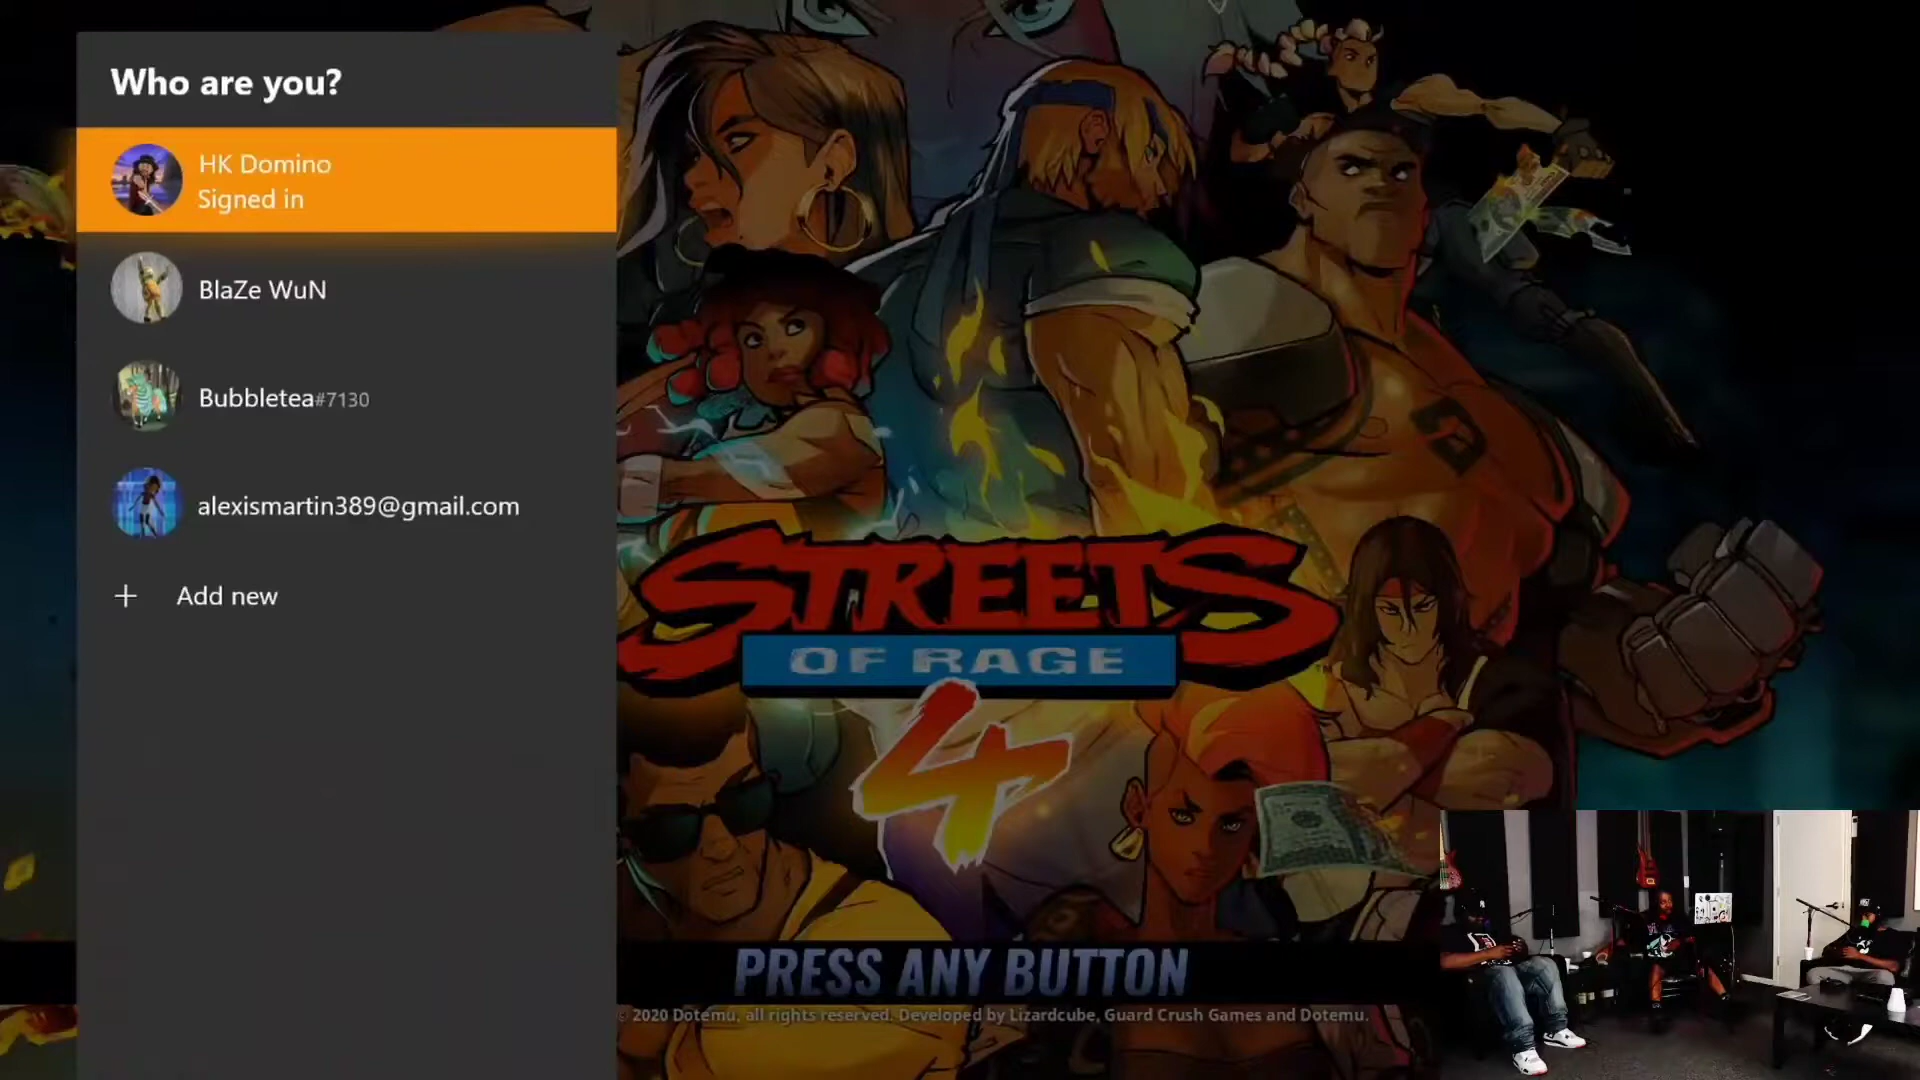 Who are you?
HK Domino
Signed in
BlaZe WuN
Bubbletea#7130
alexismartin389@gmail.com
+ Add new
STREETS
OF RAGE
4
PRESS ANY BUTTON
© 2020 Dotemu, all rights reserved. Developed by Lizardcube, Guard Crush Games and Dotemu.